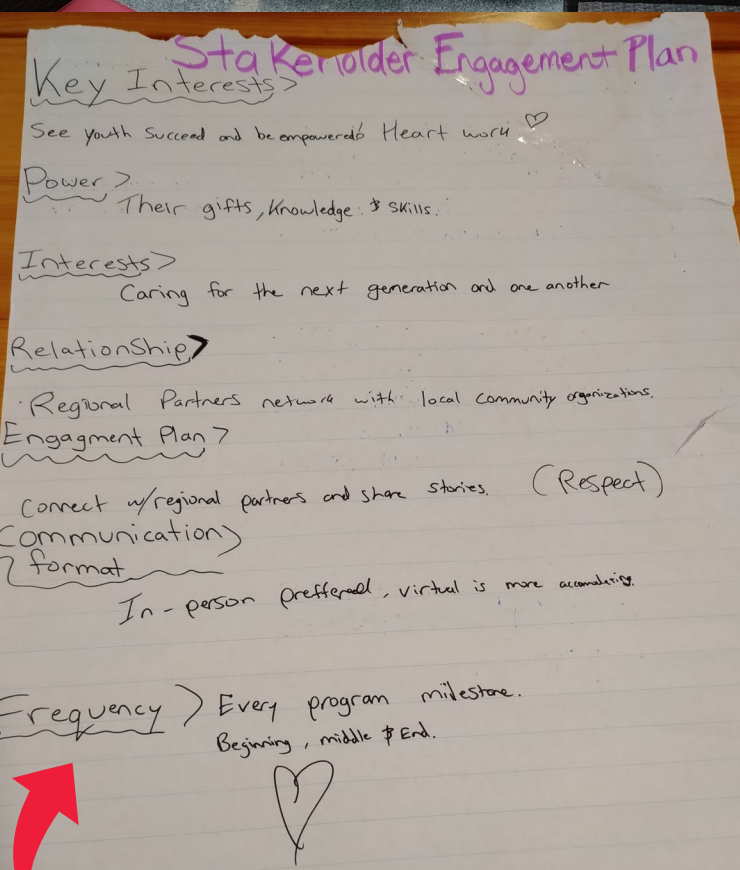 Stakeholder Engagement Plan
Key Interests>
See youth succeed and be empowered Heart work ♡
Power >
Their gifts, Knowledge & Skills.
Interests>
Caring for the next generation and one another
Relationship>
· Regional Partners network with local community organizations.
Engagment Plan >
Connect w/regional partners and share stories. (Respect)
Communication>
format
In-person preffered, virtual is more accomodating.
Frequency > Every program milestone.
Beginning, middle & End.